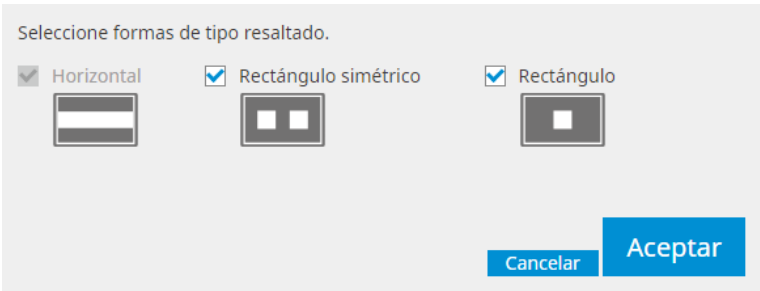 Seleccione formas de tipo resaltado.
Horizontal Rectángulo simétrico Rectángulo
Cancelar Aceptar